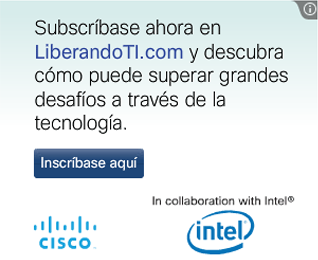 Subscríbase ahora en
LiberandoTI.com y descubra
cómo puede superar grandes
desafíos a través de la
tecnología.
Inscríbase aquí
In collaboration with Intel®
CISCO
intel